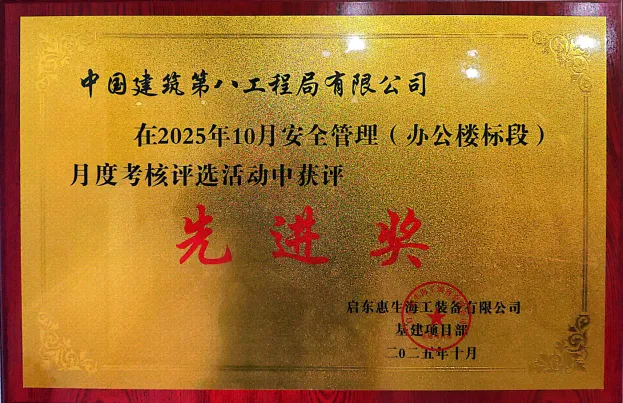 中国建筑第八工程局有限公司
在2025年10月安全管理（办公楼标段）
月度考核评选活动中获评
先进奖
启东惠生海工装备有限公司
基建项目部
二〇二五年十月